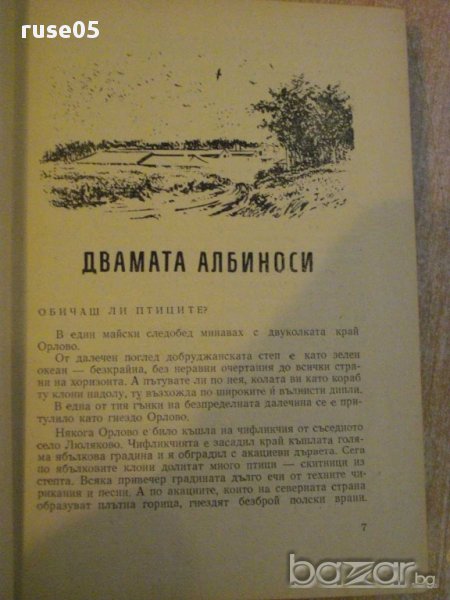 ruse05
ДВАМАТА АЛБИНОСИ
ОБИЧАШ ЛИ ПТИЦИТЕ?
В един майски следобед минавах с двуколката край
Орлово.
От далечен поглед добруджанската степ е като зелен
океан — безкрайна, без неравни очертания до всички стра-
ни на хоризонта. А пътувате ли по нея, колата ви като кораб
ту клони надолу, ту възхожда по широките ѝ вълнисти дипли.
В една от тия гънки на безпределната далечина се е при-
тулило като гнездо Орлово.
Някога Орлово е било кошла на чифликчия от съседното
село Люляково. Чифликчията е засадил край къшлата голя-
ма ябълкова градина и я обградил с акациеви дървета. Сега
по ябълковите клони долитат много птици — скитници из
степта. Всяка привечер градината дълго ечи от техните чу-
рикания и песни. А по акациите, които на северната страна
образуват плътна горица, гнездят безброй полски врани.
7
bazar.bg